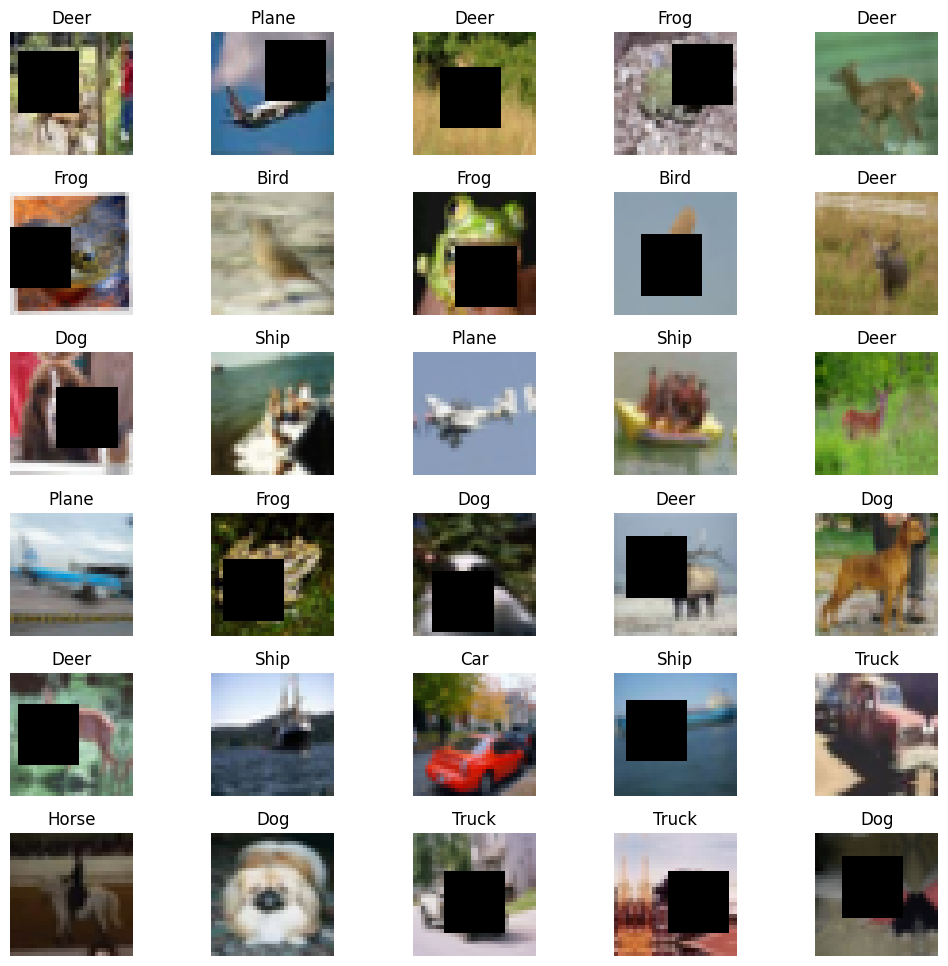 Deer Plane Deer Frog Deer
Frog Bird Frog Bird Deer
Dog Ship Plane Ship Deer
Plane Frog Dog Deer Dog
Deer Ship Car Ship Truck
Horse Dog Truck Truck Dog